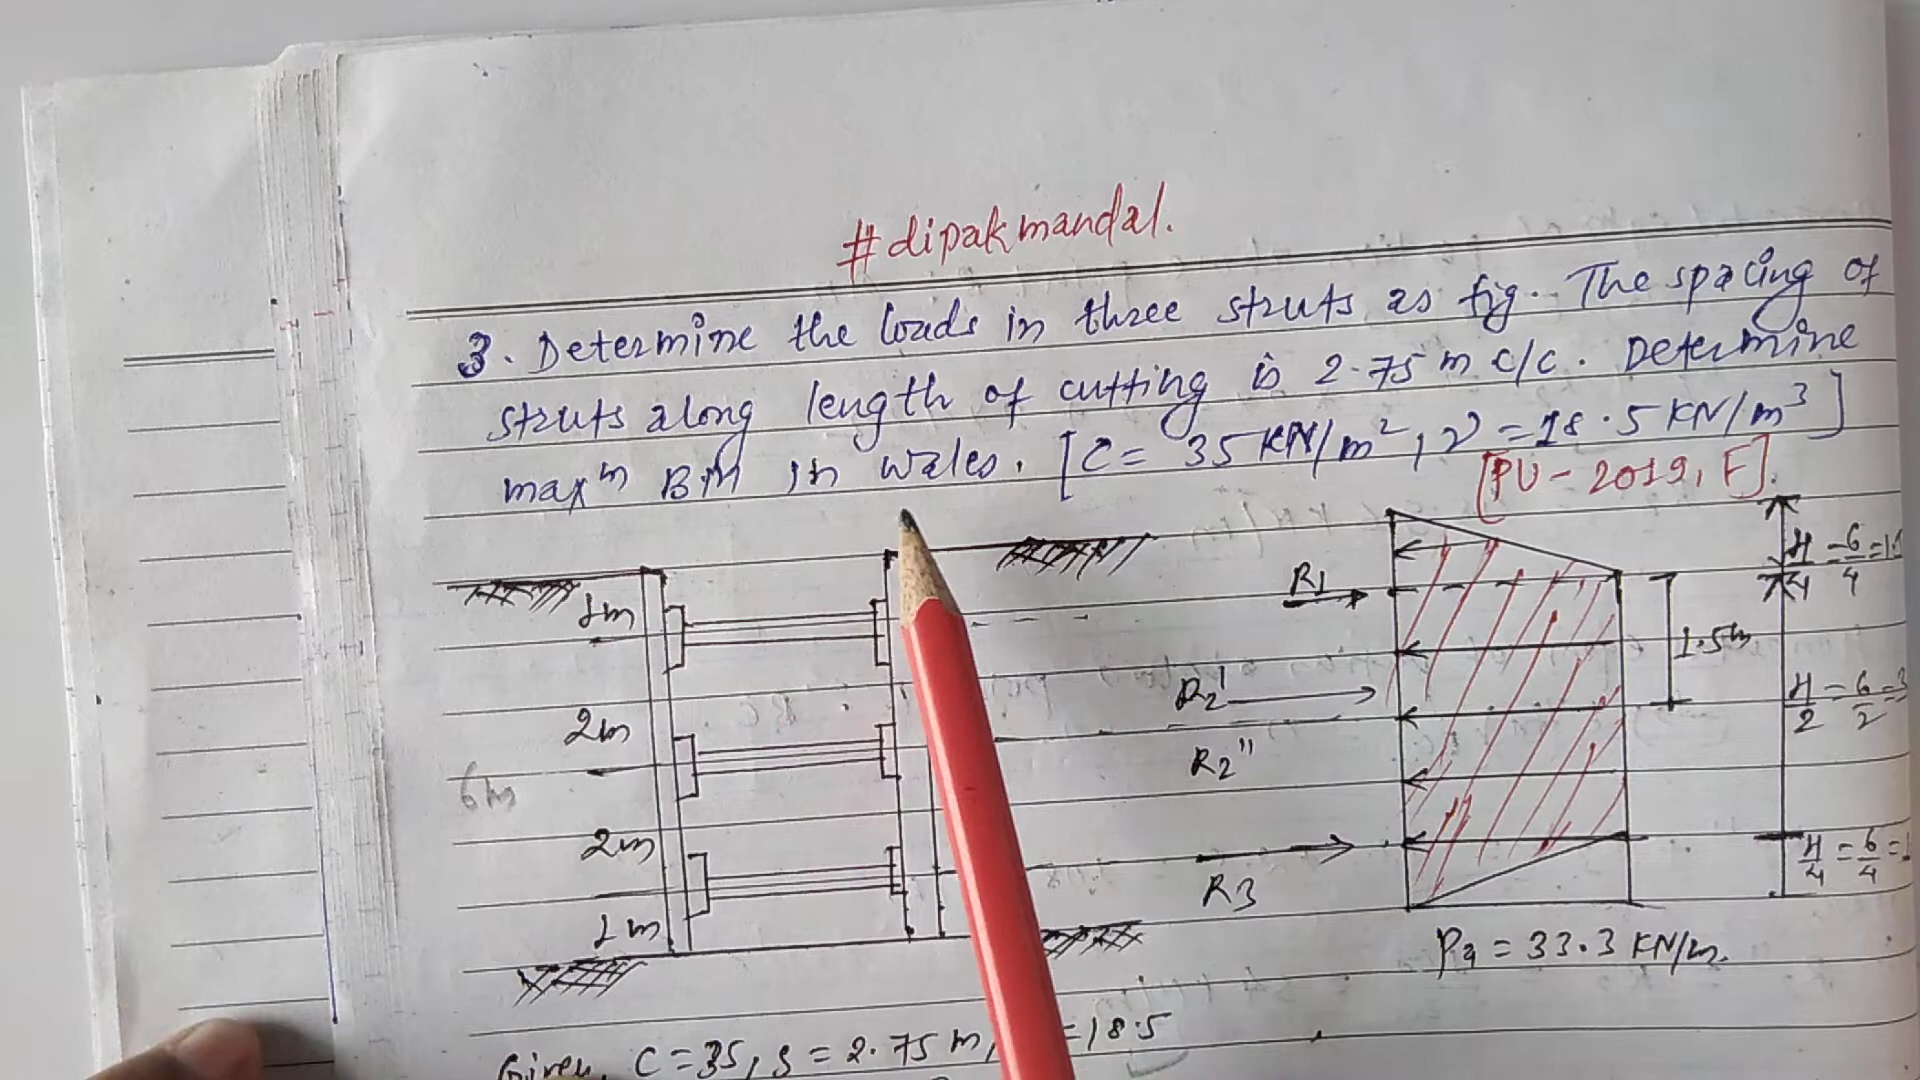 #dipakmandal.
3. Determine the loads in three struts as fig. The spacing of
struts along length of cutting is 2.75 m c/c. Determine
maxᵐ BM in wales. [C = 35 KN/m², γ = 18.5 KN/m³]
[PU - 2019, F].
1m
2m
6m
2m
1m
R1
R2'
R2"
R3
1.5m
H/4 = 6/4 = 1.
H/2 = 6/2 = 3
H/4 = 6/4 = 1
Pa = 33.3 KN/m.
Given, C = 35, S = 2.75 m, = 18.5